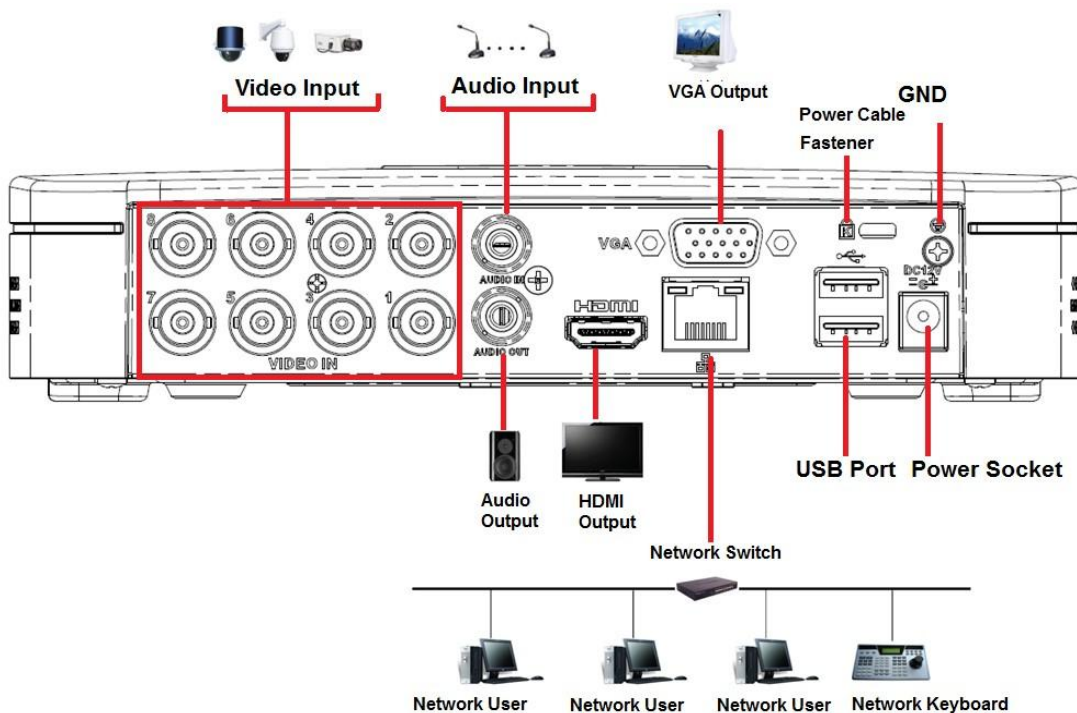 Video Input
Audio Input
VGA Output
Power Cable
Fastener
GND
8
6
4
2
VGA
AUDIO IN
DC12V
7
5
3
1
HDMI
VIDEO IN
AUDIO OUT
USB Port
Power Socket
Audio
Output
HDMI
Output
Network Switch
Network User
Network User
Network User
Network Keyboard